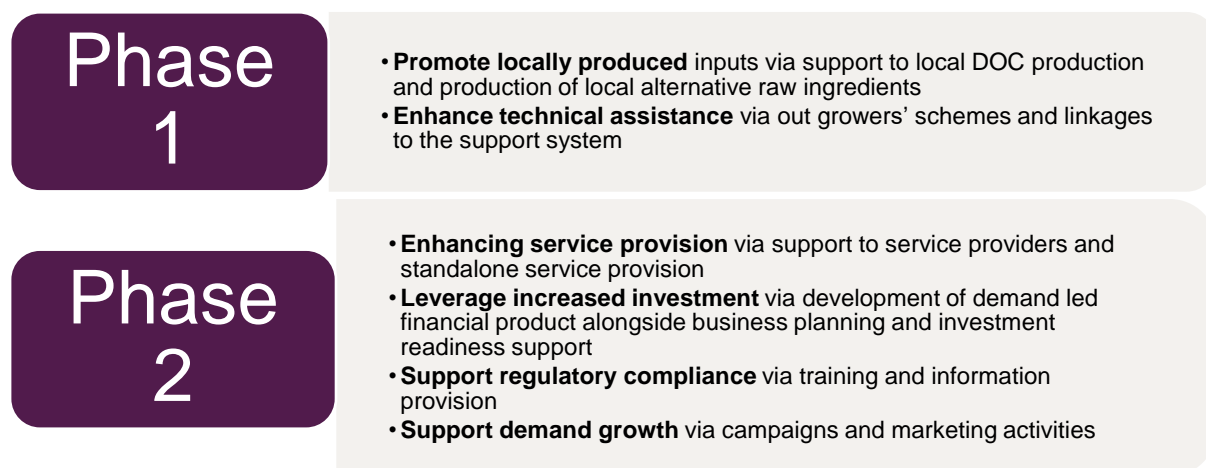 Phase
1
• Promote locally produced inputs via support to local DOC production
and production of local alternative raw ingredients
• Enhance technical assistance via out growers’ schemes and linkages
to the support system
Phase
2
• Enhancing service provision via support to service providers and
standalone service provision
• Leverage increased investment via development of demand led
financial product alongside business planning and investment
readiness support
• Support regulatory compliance via training and information
provision
• Support demand growth via campaigns and marketing activities